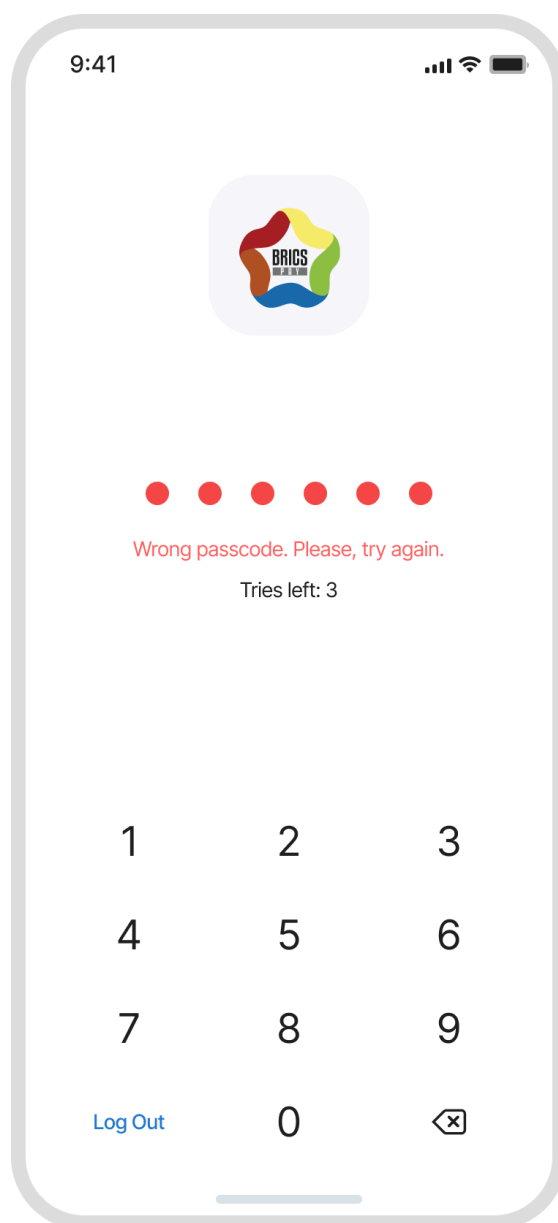 9:41
BRICS
PAY
Wrong passcode. Please, try again.
Tries left: 3
1 2 3
4 5 6
7 8 9
Log Out 0